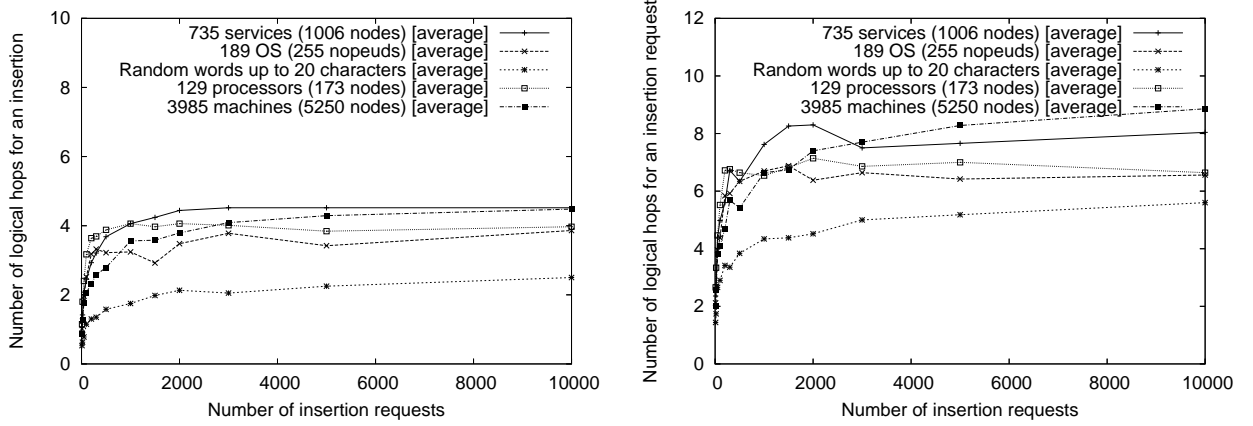 10
8
6
4
2
0
0
2000
4000
6000
8000
10000
Number of logical hops for an insertion
Number of insertion requests
735 services (1006 nodes) [average]
189 OS (255 nopeuds) [average]
Random words up to 20 characters [average]
129 processors (173 nodes) [average]
3985 machines (5250 nodes) [average]
12
10
8
6
4
2
0
0
2000
4000
6000
8000
10000
Number of logical hops for an insertion request
Number of insertion requests
735 services (1006 nodes) [average]
189 OS (255 nopeuds) [average]
Random words up to 20 characters [average]
129 processors (173 nodes) [average]
3985 machines (5250 nodes) [average]